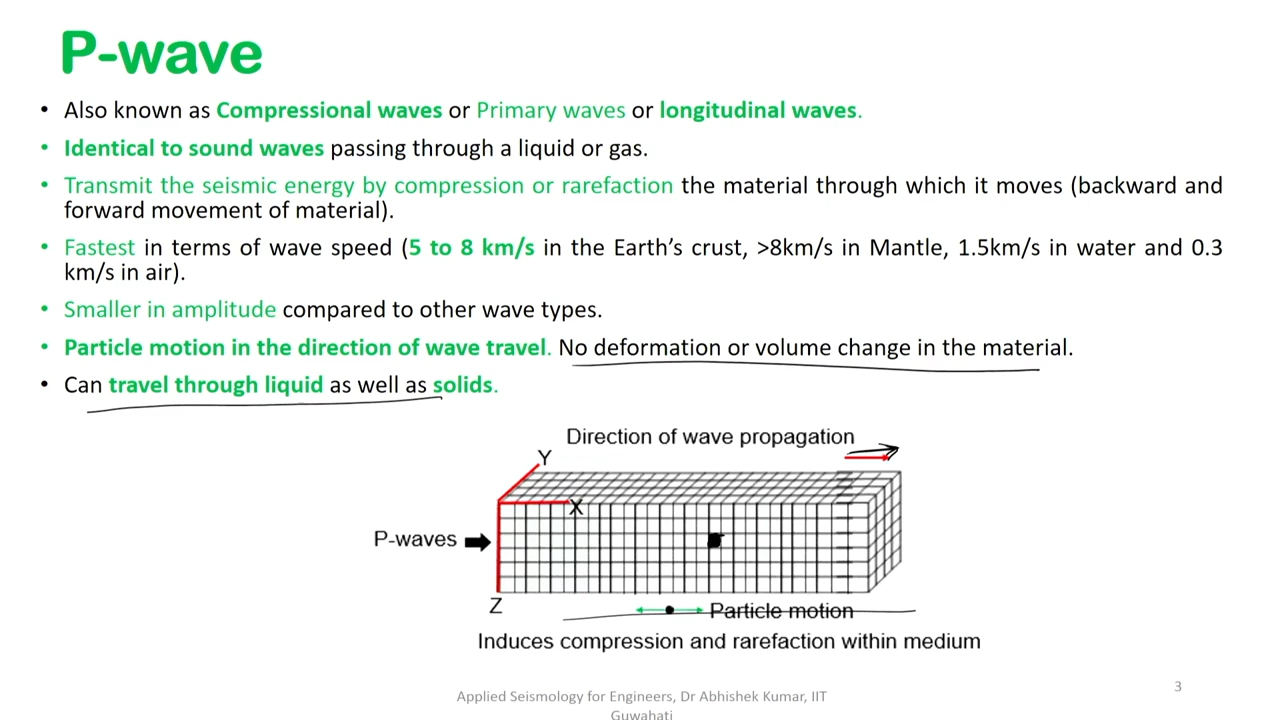 P-wave
• Also known as Compressional waves or Primary waves or longitudinal waves.
• Identical to sound waves passing through a liquid or gas.
• Transmit the seismic energy by compression or rarefaction the material through which it moves (backward and
forward movement of material).
• Fastest in terms of wave speed (5 to 8 km/s in the Earth’s crust, >8km/s in Mantle, 1.5km/s in water and 0.3
km/s in air).
• Smaller in amplitude compared to other wave types.
• Particle motion in the direction of wave travel. No deformation or volume change in the material.
• Can travel through liquid as well as solids.
Direction of wave propagation
Y
X
P-waves
Z
Particle motion
Induces compression and rarefaction within medium
Applied Seismology for Engineers, Dr Abhishek Kumar, IIT
Guwahati
3